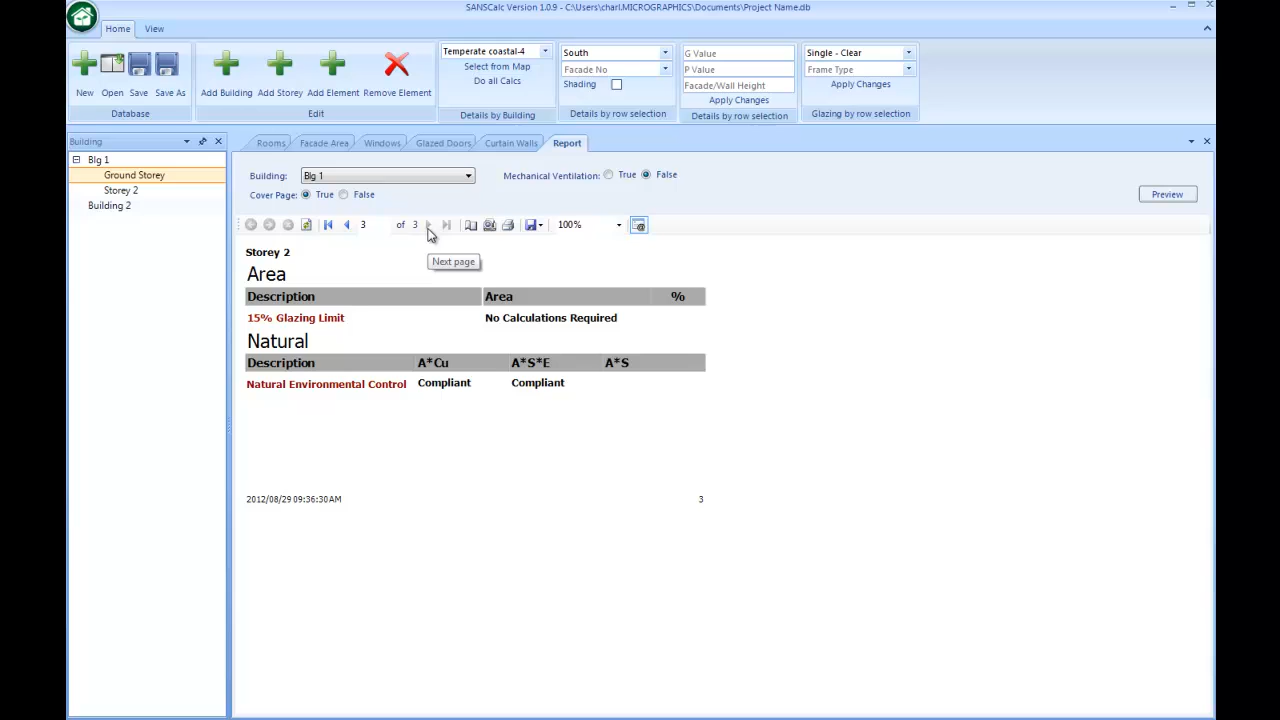 SANSCalc Version 1.0.9 - C:\Users\charl.MICROGRAPHICS\Documents\Project Name.db
Home View
New Open Save Save As
Database
Add Building Add Storey Add Element Remove Element
Edit
Temperate coastal-4
Select from Map
Do all Calcs
Details by Building
South
Facade No
Shading
Details by row selection
G Value
P Value
Facade/Wall Height
Apply Changes
Details by row selection
Single - Clear
Frame Type
Apply Changes
Glazing by row selection
Building
Blg 1
Ground Storey
Storey 2
Building 2
Rooms Facade Area Windows Glazed Doors Curtain Walls Report
Building: Blg 1 Mechanical Ventilation: True False
Cover Page: True False
Preview
3 of 3 100%
Next page
Storey 2
Area
Description Area %
15% Glazing Limit No Calculations Required
Natural
Description A*Cu A*S*E A*S
Natural Environmental Control Compliant Compliant
2012/08/29 09:36:30AM 3